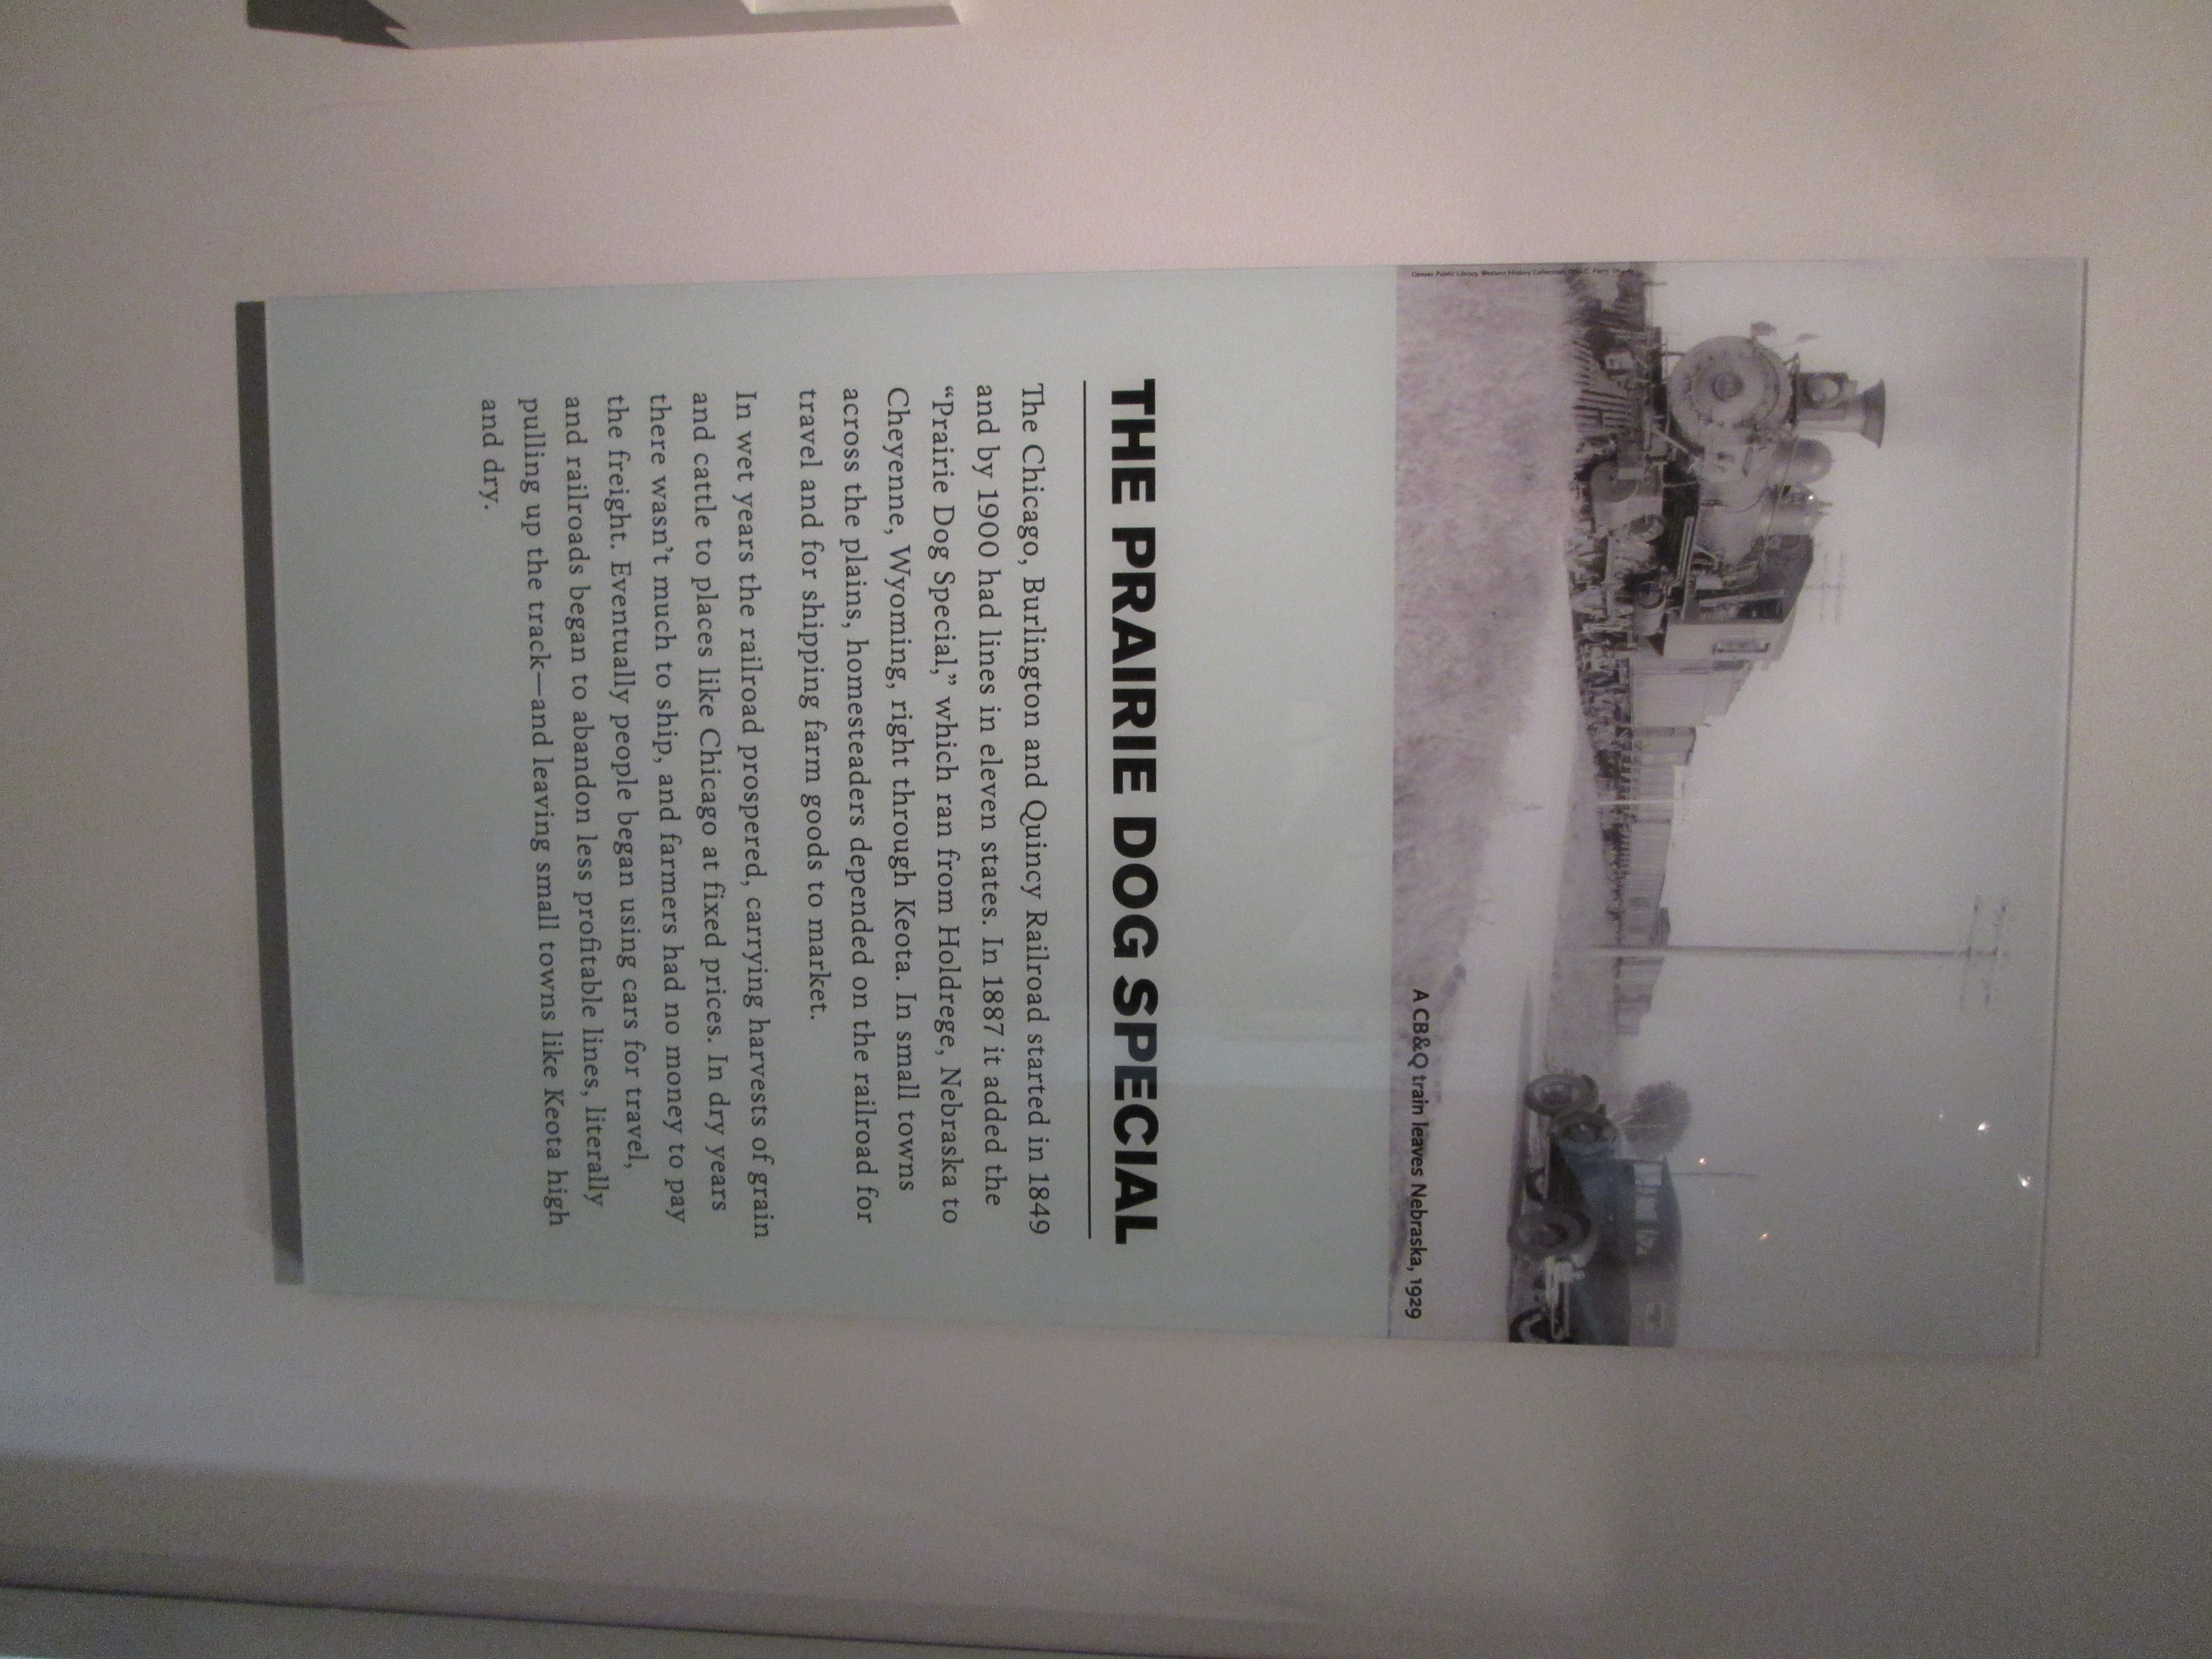 Denver Public Library, Western History Collection,
A CB&Q train leaves Nebraska, 1929
THE PRAIRIE DOG SPECIAL
The Chicago, Burlington and Quincy Railroad started in 1849
and by 1900 had lines in eleven states. In 1887 it added the
“Prairie Dog Special,” which ran from Holdrege, Nebraska to
Cheyenne, Wyoming, right through Keota. In small towns
across the plains, homesteaders depended on the railroad for
travel and for shipping farm goods to market.
In wet years the railroad prospered, carrying harvests of grain
and cattle to places like Chicago at fixed prices. In dry years
there wasn’t much to ship, and farmers had no money to pay
the freight. Eventually people began using cars for travel,
and railroads began to abandon less profitable lines, literally
pulling up the track—and leaving small towns like Keota high
and dry.